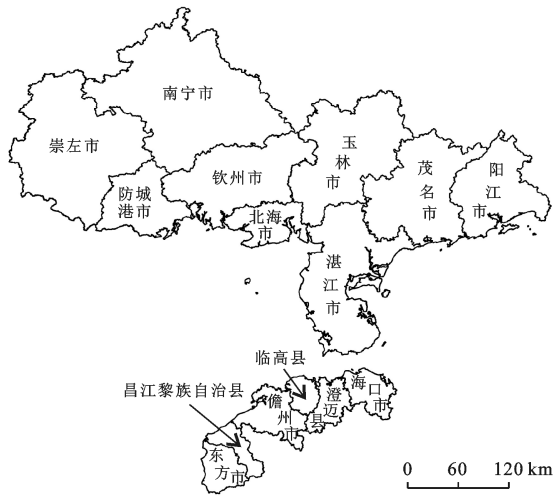 南宁市
崇左市
玉林市
茂名市
阳江市
钦州市
防城港市
北海市
湛江市
临高县
昌江黎族自治县
儋州市
澄迈县
海口市
东方市
0 60 120 km